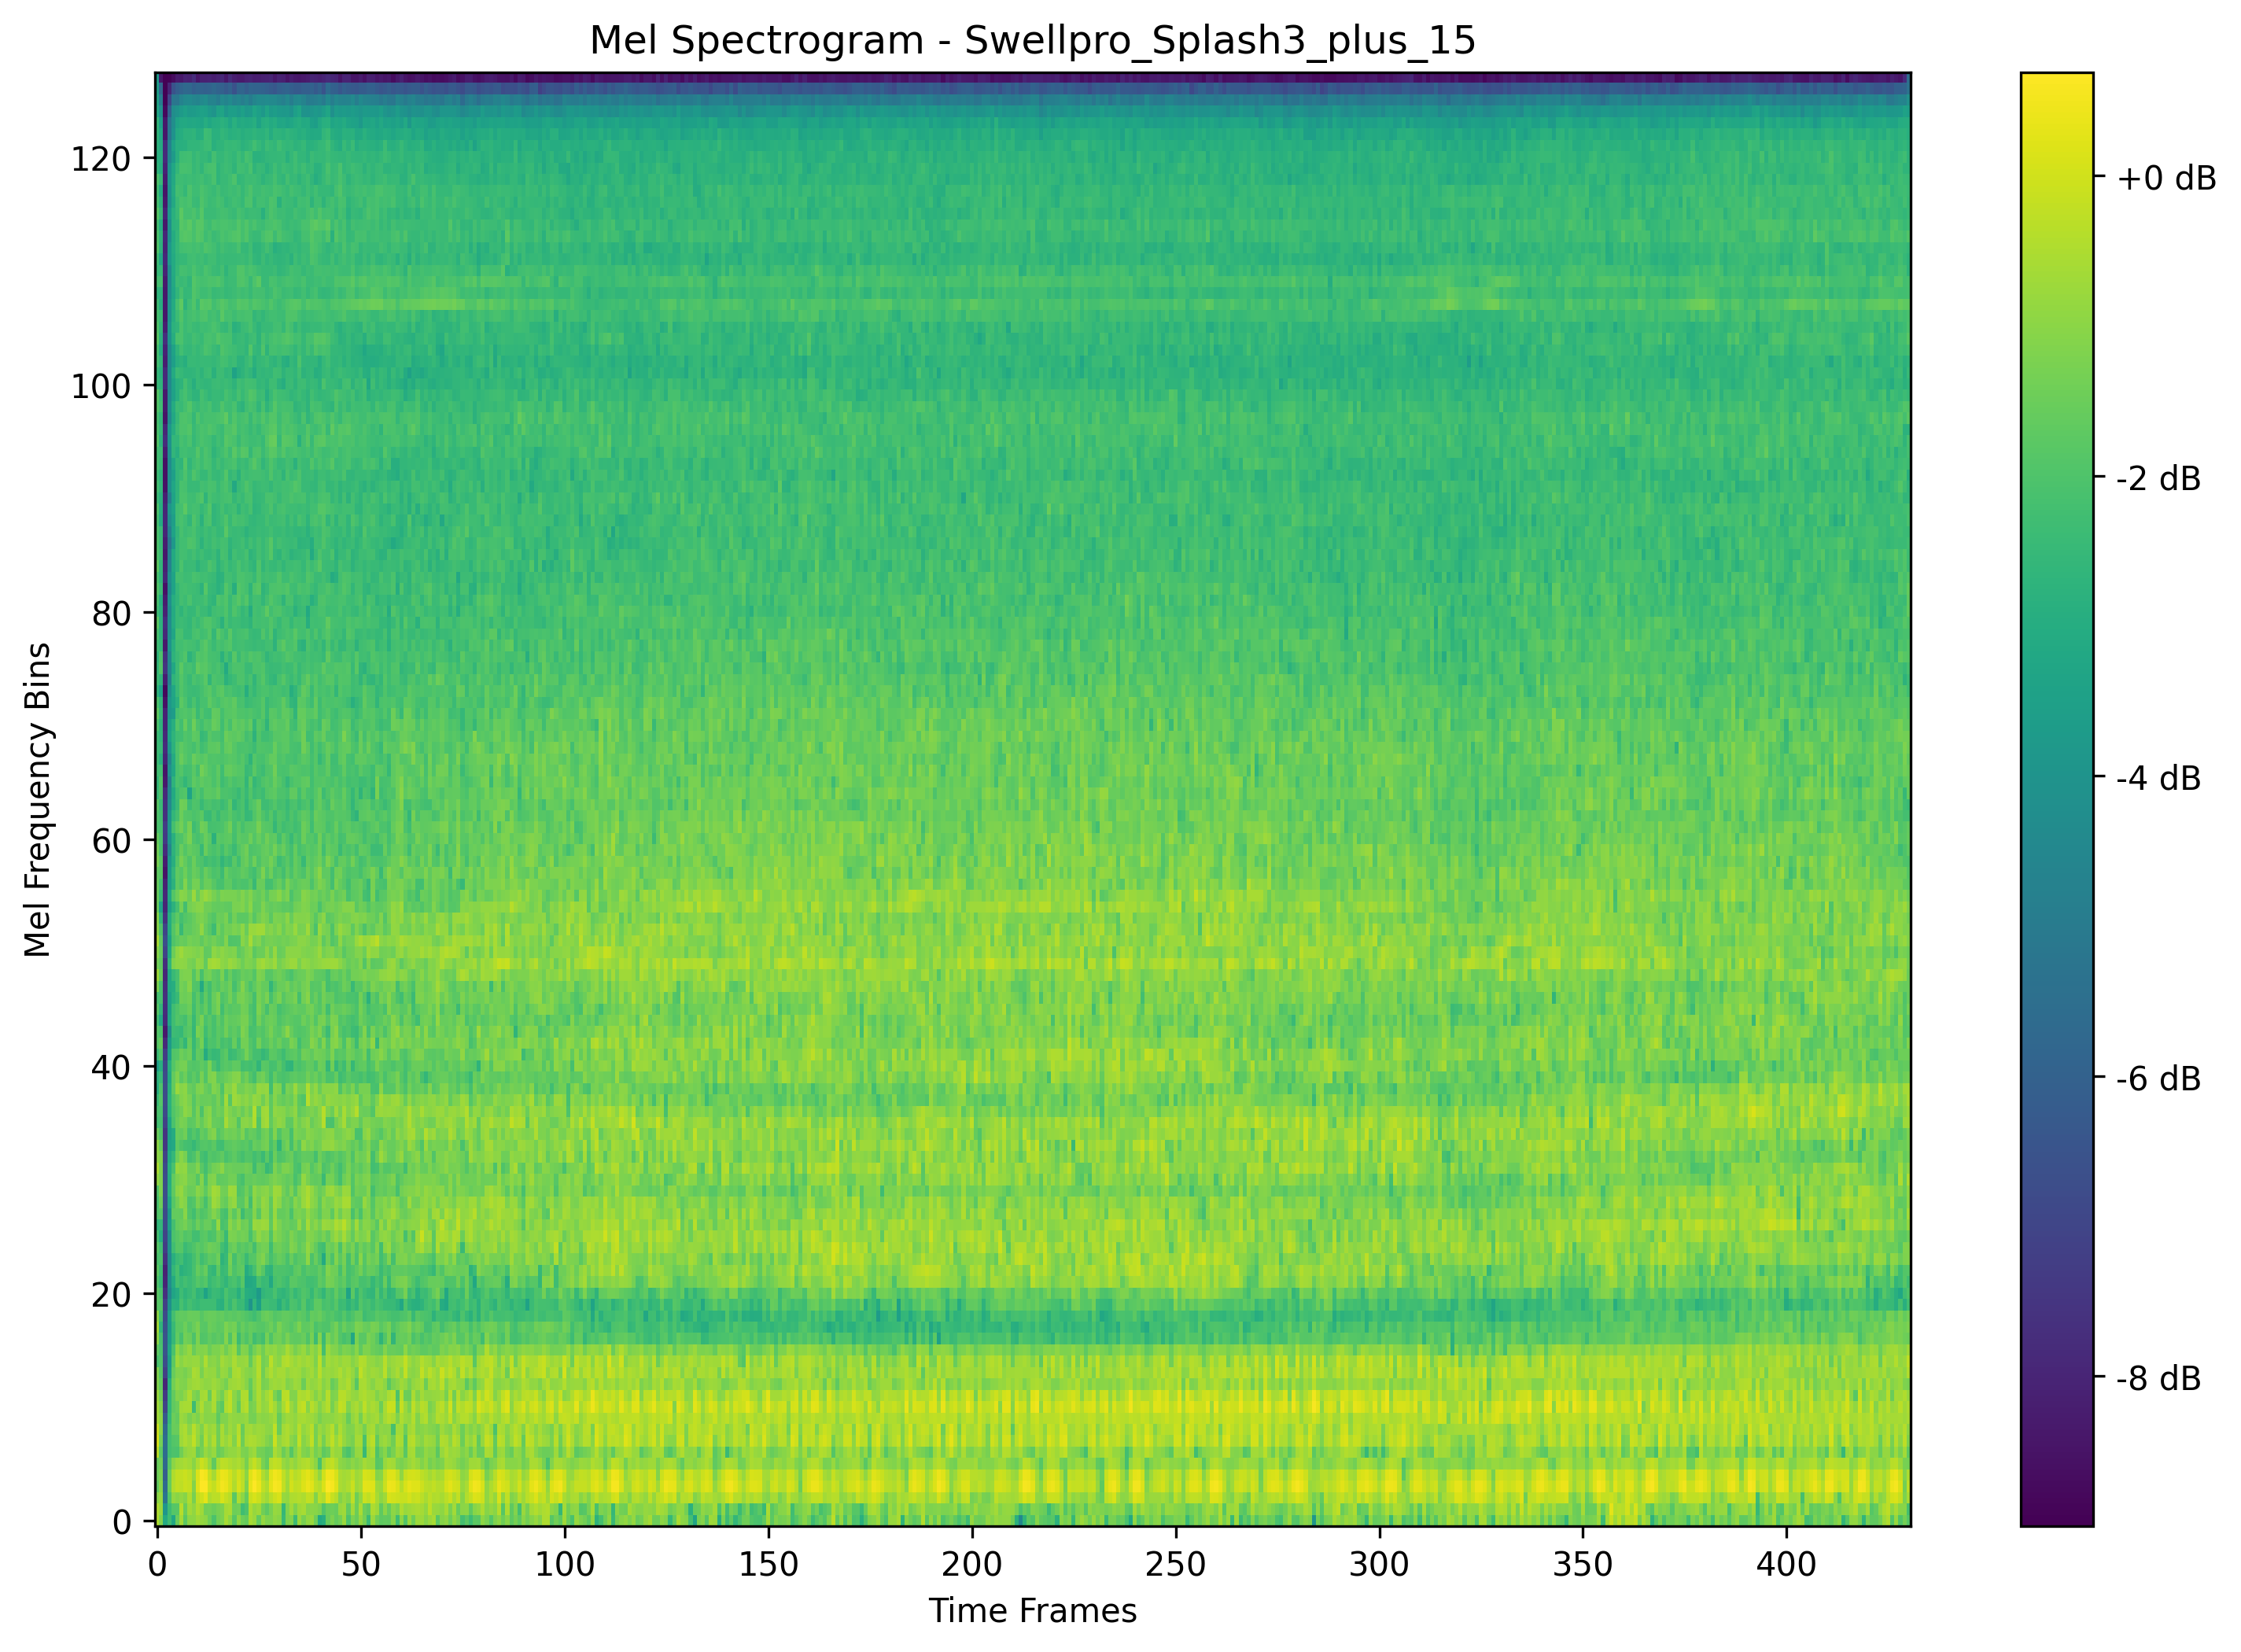 Mel Spectrogram - Swellpro_Splash3_plus_15
Mel Frequency Bins
120
100
80
60
40
20
0
0 50 100 150 200 250 300 350 400
Time Frames
+0 dB
-2 dB
-4 dB
-6 dB
-8 dB